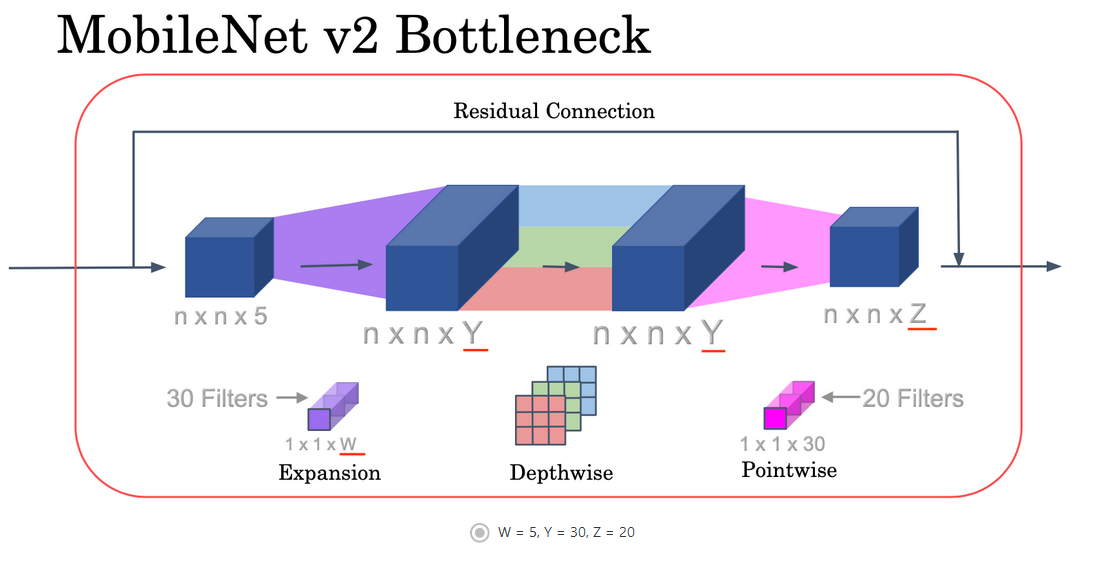 MobileNet v2 Bottleneck
Residual Connection
n x n x 5
n x n x Y
n x n x Y
n x n x Z
30 Filters
20 Filters
1 x 1 x W
1 x 1 x 30
Expansion
Depthwise
Pointwise
W = 5, Y = 30, Z = 20